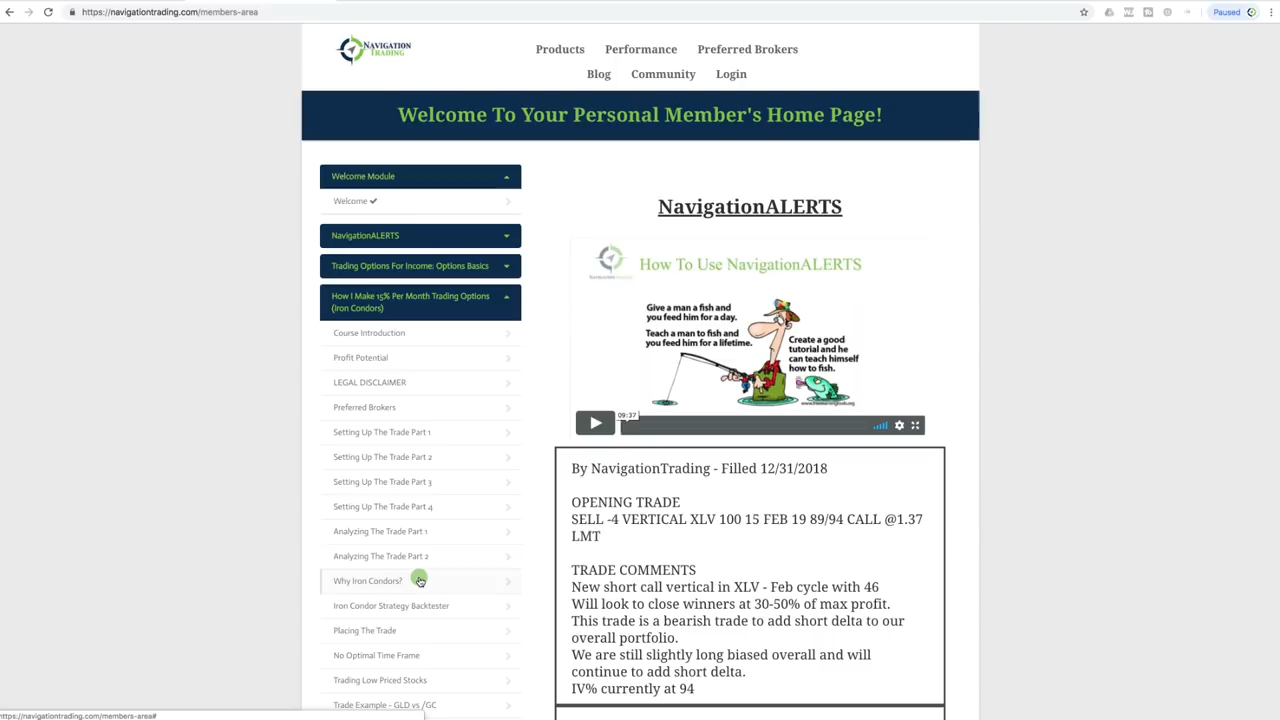 https://navigationtrading.com/members-area
Paused
NAVIGATION
TRADING
Products Performance Preferred Brokers
Blog Community Login
Welcome To Your Personal Member's Home Page!
Welcome Module
Welcome ✔
NavigationALERTS
Trading Options For Income: Options Basics
How I Make 15% Per Month Trading Options
(Iron Condors)
Course Introduction
Profit Potential
LEGAL DISCLAIMER
Preferred Brokers
Setting Up The Trade Part 1
Setting Up The Trade Part 2
Setting Up The Trade Part 3
Setting Up The Trade Part 4
Analyzing The Trade Part 1
Analyzing The Trade Part 2
Why Iron Condors?
Iron Condor Strategy Backtester
Placing The Trade
No Optimal Time Frame
Trading Low Priced Stocks
Trade Example - GLD vs /GC
NavigationALERTS
How To Use NavigationALERTS
Give a man a fish and
you feed him for a day.
Teach a man to fish and
you feed him for a lifetime.
Create a good
tutorial and he
can teach himself
how to fish.
09:37
By NavigationTrading - Filled 12/31/2018
OPENING TRADE
SELL -4 VERTICAL XLV 100 15 FEB 19 89/94 CALL @1.37
LMT
TRADE COMMENTS
New short call vertical in XLV - Feb cycle with 46
Will look to close winners at 30-50% of max profit.
This trade is a bearish trade to add short delta to our
overall portfolio.
We are still slightly long biased overall and will
continue to add short delta.
IV% currently at 94
https://navigationtrading.com/members-area#